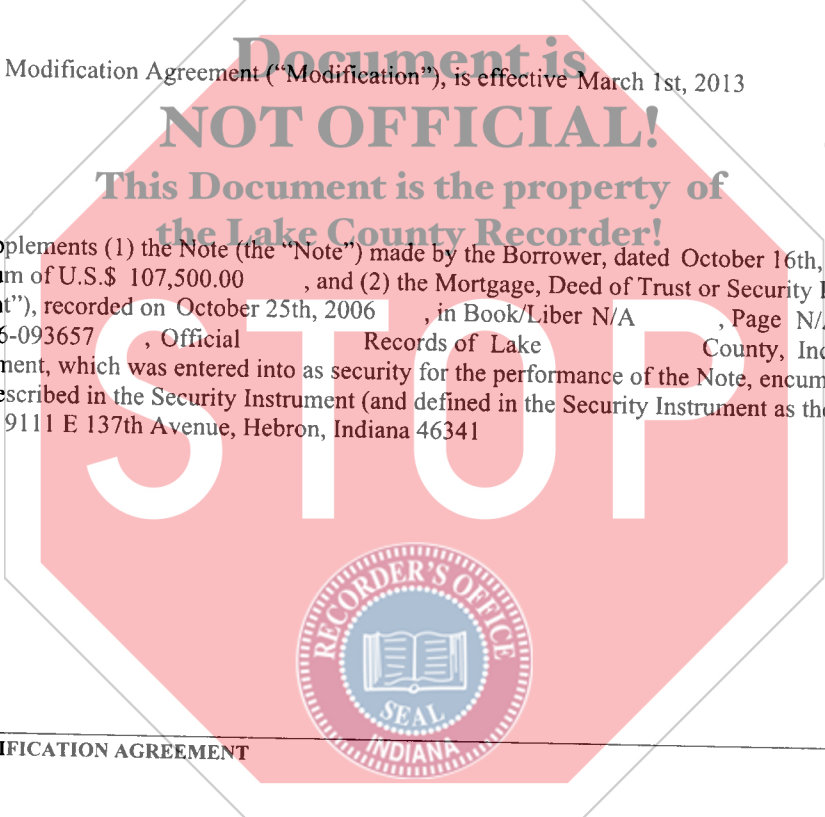 Document is
Modification Agreement (“Modification”), is effective March 1st, 2013
NOT OFFICIAL!
This Document is the property of
the Lake County Recorder!
pplements (1) the Note (the “Note”) made by the Borrower, dated October 16th,
m of U.S.$ 107,500.00 , and (2) the Mortgage, Deed of Trust or Security
t”), recorded on October 25th, 2006 , in Book/Liber N/A , Page N/
6-093657 , Official Records of Lake County, Ind
ment, which was entered into as security for the performance of the Note, encum
escribed in the Security Instrument (and defined in the Security Instrument as the
9111 E 137th Avenue, Hebron, Indiana 46341
STOP
RECORDER'S OFFICE
SEAL
INDIANA
IFICATION AGREEMENT